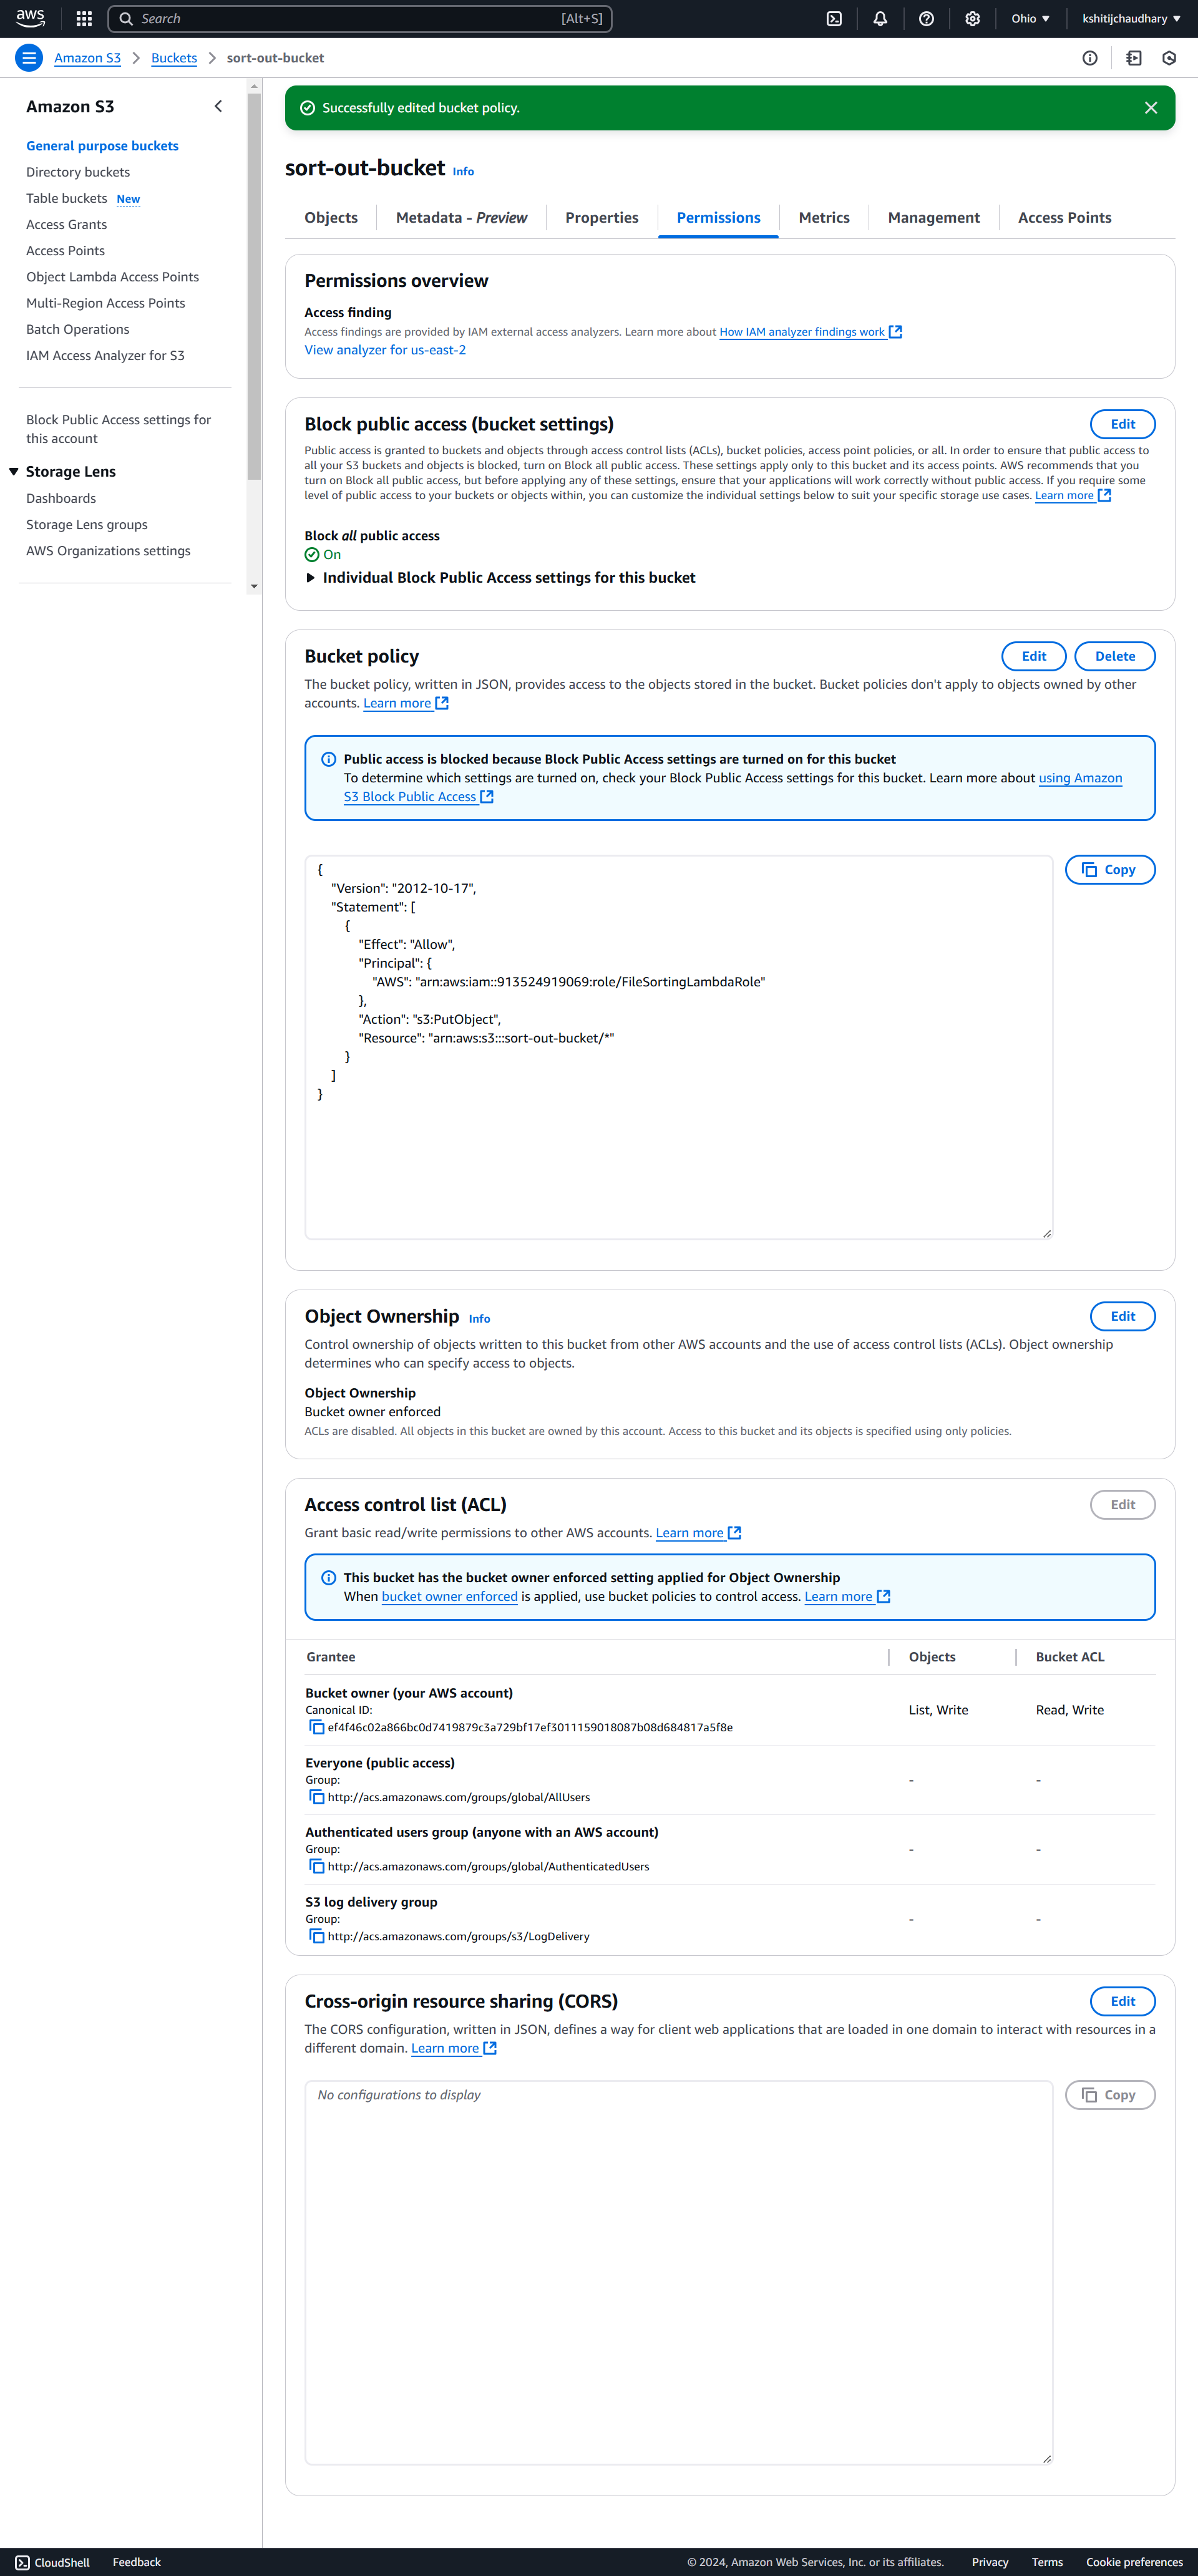 aws
Search [Alt+S] Ohio ▼ kshitijchaudhary ▼
Amazon S3 > Buckets > sort-out-bucket
Amazon S3
General purpose buckets
Directory buckets
Table buckets New
Access Grants
Access Points
Object Lambda Access Points
Multi-Region Access Points
Batch Operations
IAM Access Analyzer for S3
Block Public Access settings for
this account
Storage Lens
Dashboards
Storage Lens groups
AWS Organizations settings
Successfully edited bucket policy.
sort-out-bucket Info
Objects Metadata - Preview Properties Permissions Metrics Management Access Points
Permissions overview
Access finding
Access findings are provided by IAM external access analyzers. Learn more about How IAM analyzer findings work
View analyzer for us-east-2
Block public access (bucket settings) Edit
Public access is granted to buckets and objects through access control lists (ACLs), bucket policies, access point policies, or all. In order to ensure that public access to
all your S3 buckets and objects is blocked, turn on Block all public access. These settings apply only to this bucket and its access points. AWS recommends that you
turn on Block all public access, but before applying any of these settings, ensure that your applications will work correctly without public access. If you require some
level of public access to your buckets or objects within, you can customize the individual settings below to suit your specific storage use cases. Learn more
Block all public access
On
Individual Block Public Access settings for this bucket
Bucket policy Edit Delete
The bucket policy, written in JSON, provides access to the objects stored in the bucket. Bucket policies don't apply to objects owned by other
accounts. Learn more
Public access is blocked because Block Public Access settings are turned on for this bucket
To determine which settings are turned on, check your Block Public Access settings for this bucket. Learn more about using Amazon
S3 Block Public Access
Copy
{
"Version": "2012-10-17",
"Statement": [
{
"Effect": "Allow",
"Principal": {
"AWS": "arn:aws:iam::913524919069:role/FileSortingLambdaRole"
},
"Action": "s3:PutObject",
"Resource": "arn:aws:s3:::sort-out-bucket/*"
}
]
}
Object Ownership Info Edit
Control ownership of objects written to this bucket from other AWS accounts and the use of access control lists (ACLs). Object ownership
determines who can specify access to objects.
Object Ownership
Bucket owner enforced
ACLs are disabled. All objects in this bucket are owned by this account. Access to this bucket and its objects is specified using only policies.
Access control list (ACL) Edit
Grant basic read/write permissions to other AWS accounts. Learn more
This bucket has the bucket owner enforced setting applied for Object Ownership
When bucket owner enforced is applied, use bucket policies to control access. Learn more
Grantee Objects Bucket ACL
Bucket owner (your AWS account)
Canonical ID: List, Write Read, Write
ef4f46c02a866bc0d7419879c3a729bf17ef3011159018087b08d684817a5f8e
Everyone (public access)
Group: - -
http://acs.amazonaws.com/groups/global/AllUsers
Authenticated users group (anyone with an AWS account)
Group: - -
http://acs.amazonaws.com/groups/global/AuthenticatedUsers
S3 log delivery group
Group: - -
http://acs.amazonaws.com/groups/s3/LogDelivery
Cross-origin resource sharing (CORS) Edit
The CORS configuration, written in JSON, defines a way for client web applications that are loaded in one domain to interact with resources in a
different domain. Learn more
No configurations to display Copy
CloudShell Feedback © 2024, Amazon Web Services, Inc. or its affiliates. Privacy Terms Cookie preferences